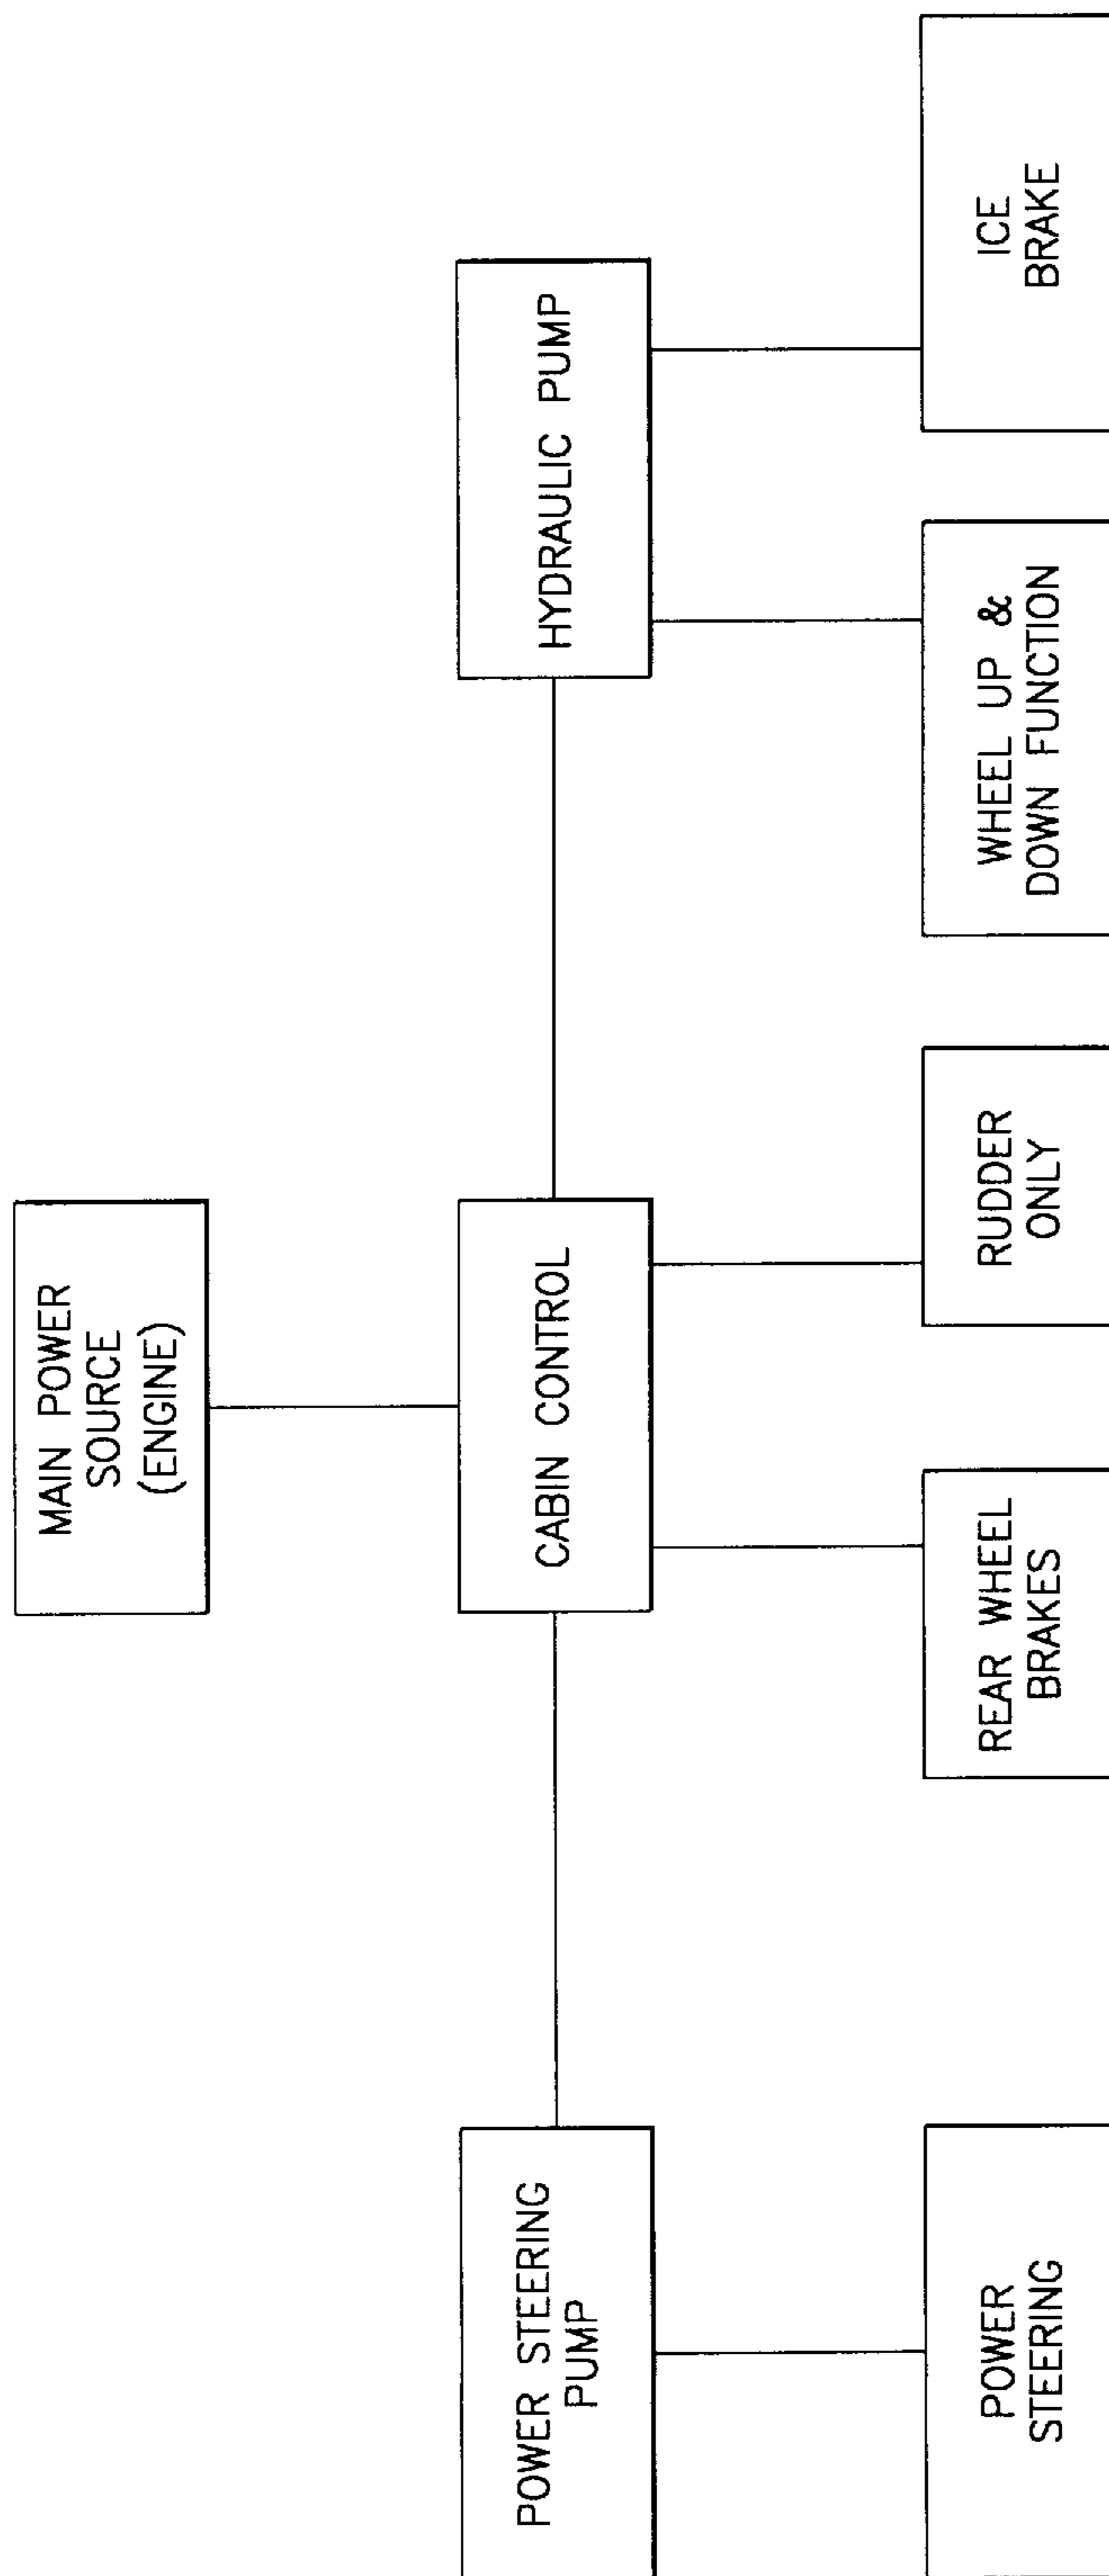 MAIN POWER
SOURCE
(ENGINE)
POWER STEERING
PUMP
CABIN CONTROL
HYDRAULIC PUMP
POWER
STEERING
REAR WHEEL
BRAKES
RUDDER
ONLY
WHEEL UP &
DOWN FUNCTION
ICE
BRAKE